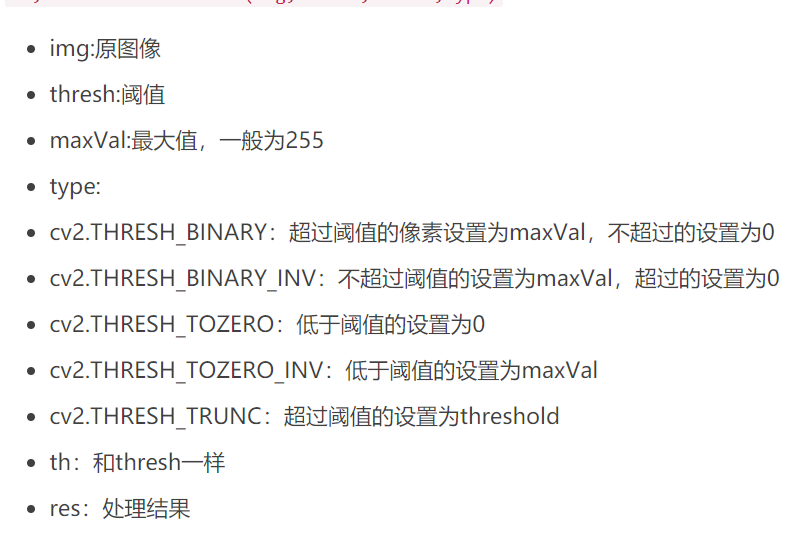 img:原图像
thresh:阈值
maxVal:最大值，一般为255
type:
cv2.THRESH_BINARY：超过阈值的像素设置为maxVal，不超过的设置为0
cv2.THRESH_BINARY_INV：不超过阈值的设置为maxVal，超过的设置为0
cv2.THRESH_TOZERO：低于阈值的设置为0
cv2.THRESH_TOZERO_INV：低于阈值的设置为maxVal
cv2.THRESH_TRUNC：超过阈值的设置为threshold
th：和thresh一样
res：处理结果